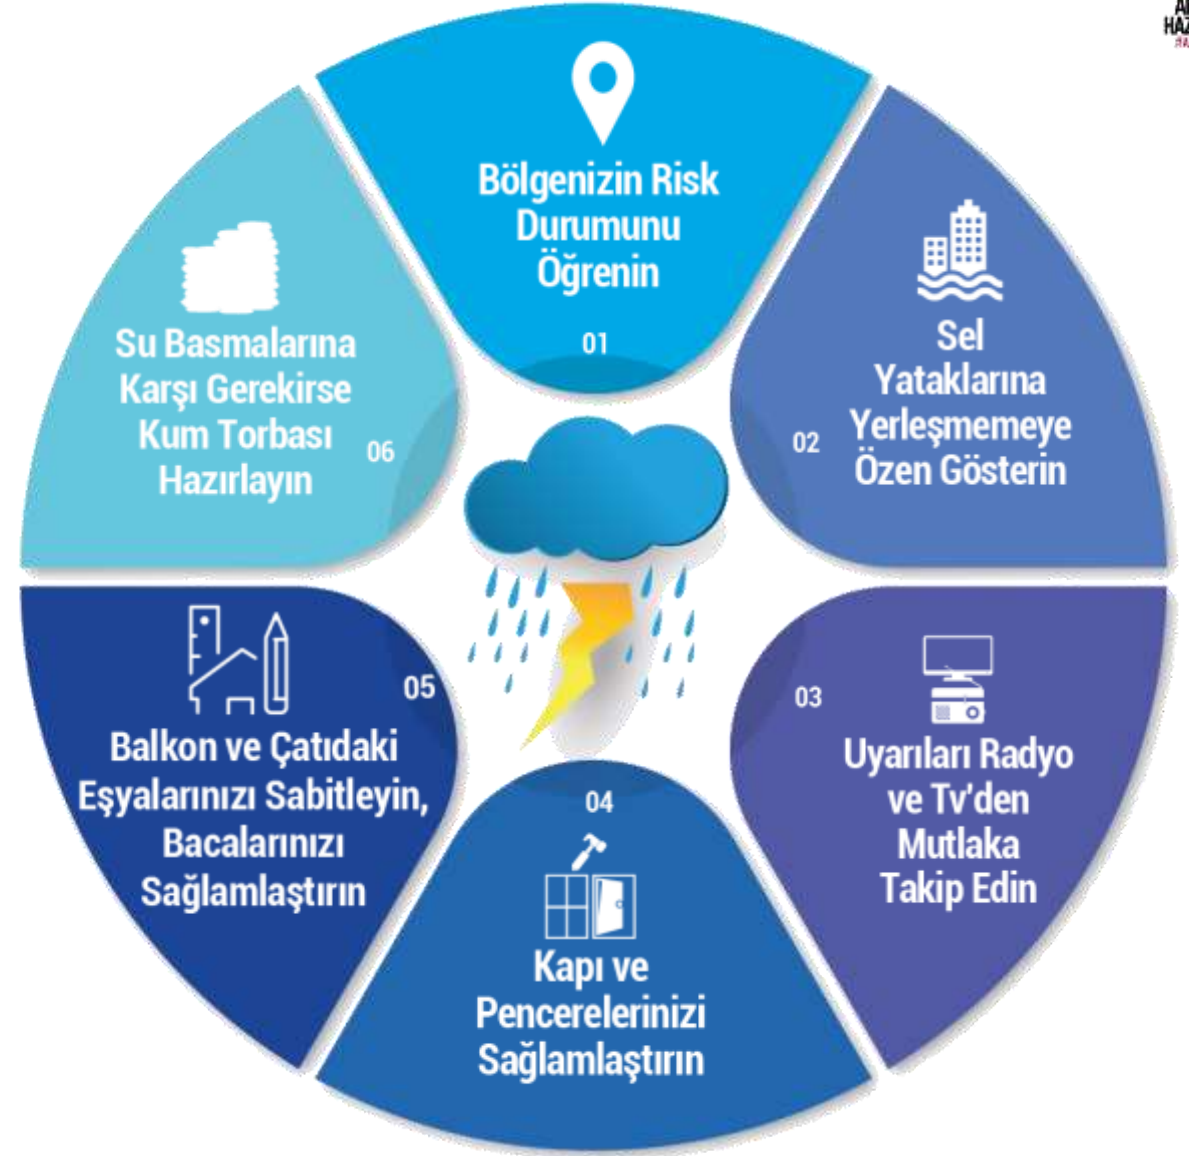 Bölgenizin Risk
Durumunu
Öğrenin
01
Sel
Yataklarına
Yerleşmemeye
Özen Gösterin
02
03
Uyarıları Radyo
ve Tv'den
Mutlaka
Takip Edin
04
Kapı ve
Pencerelerinizi
Sağlamlaştırın
05
Balkon ve Çatıdaki
Eşyalarınızı Sabitleyin,
Bacalarınızı
Sağlamlaştırın
Su Basmalarına
Karşı Gerekirse
Kum Torbası
Hazırlayın
06